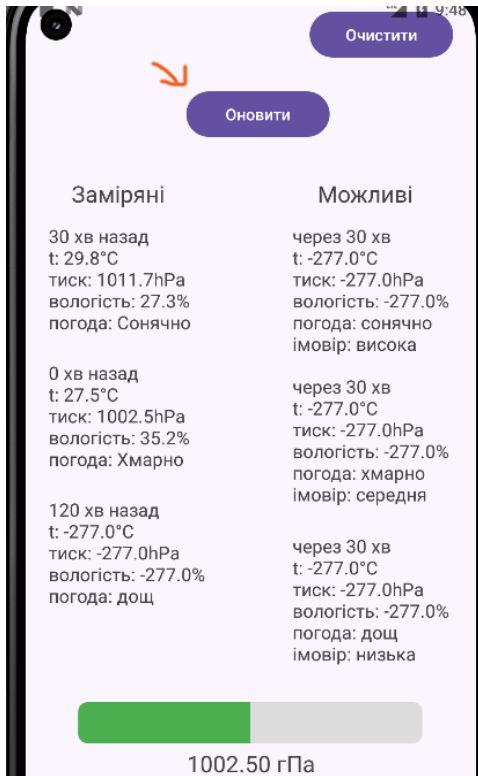 9:48
Очистити
Оновити
Заміряні
30 хв назад
t: 29.8°C
тиск: 1011.7hPa
вологість: 27.3%
погода: Сонячно
0 хв назад
t: 27.5°C
тиск: 1002.5hPa
вологість: 35.2%
погода: Хмарно
120 хв назад
t: -277.0°C
тиск: -277.0hPa
вологість: -277.0%
погода: дощ
Можливі
через 30 хв
t: -277.0°C
тиск: -277.0hPa
вологість: -277.0%
погода: сонячно
імовір: висока
через 30 хв
t: -277.0°C
тиск: -277.0hPa
вологість: -277.0%
погода: хмарно
імовір: середня
через 30 хв
t: -277.0°C
тиск: -277.0hPa
вологість: -277.0%
погода: дощ
імовір: низька
1002.50 гПа